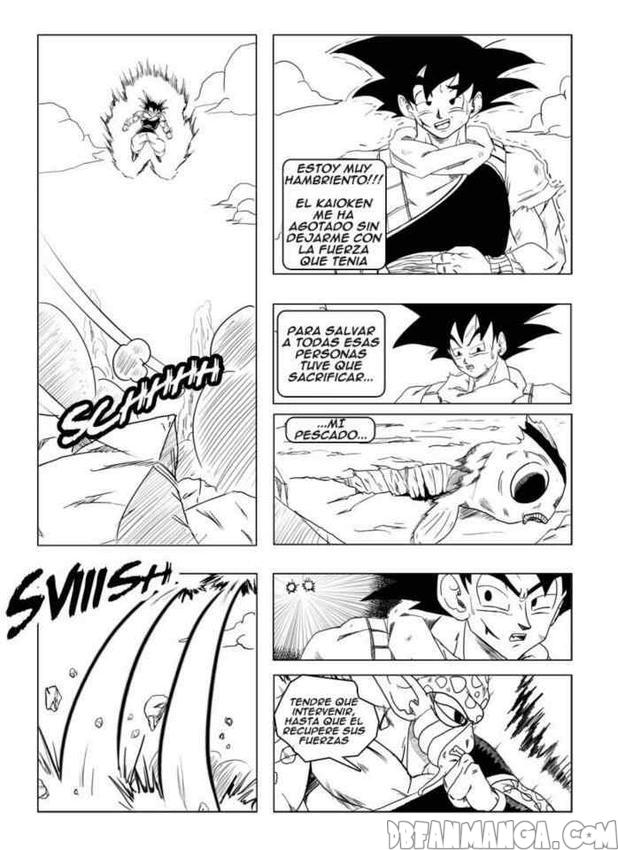 ESTOY MUY
HAMBRIENTO!!!
EL KAIOKEN
ME HA
AGOTADO SIN
DEJARME CON
LA FUERZA
QUE TENIA
PARA SALVAR
A TODAS ESAS
PERSONAS
TUVE QUE
SACRIFICAR...
...MI
PESCADO...
SCHHHHH
SVIIISH
TENDRE QUE
INTERVENIR,
HASTA QUE EL
RECUPERE SUS
FUERZAS
DBFANMANGA.COM